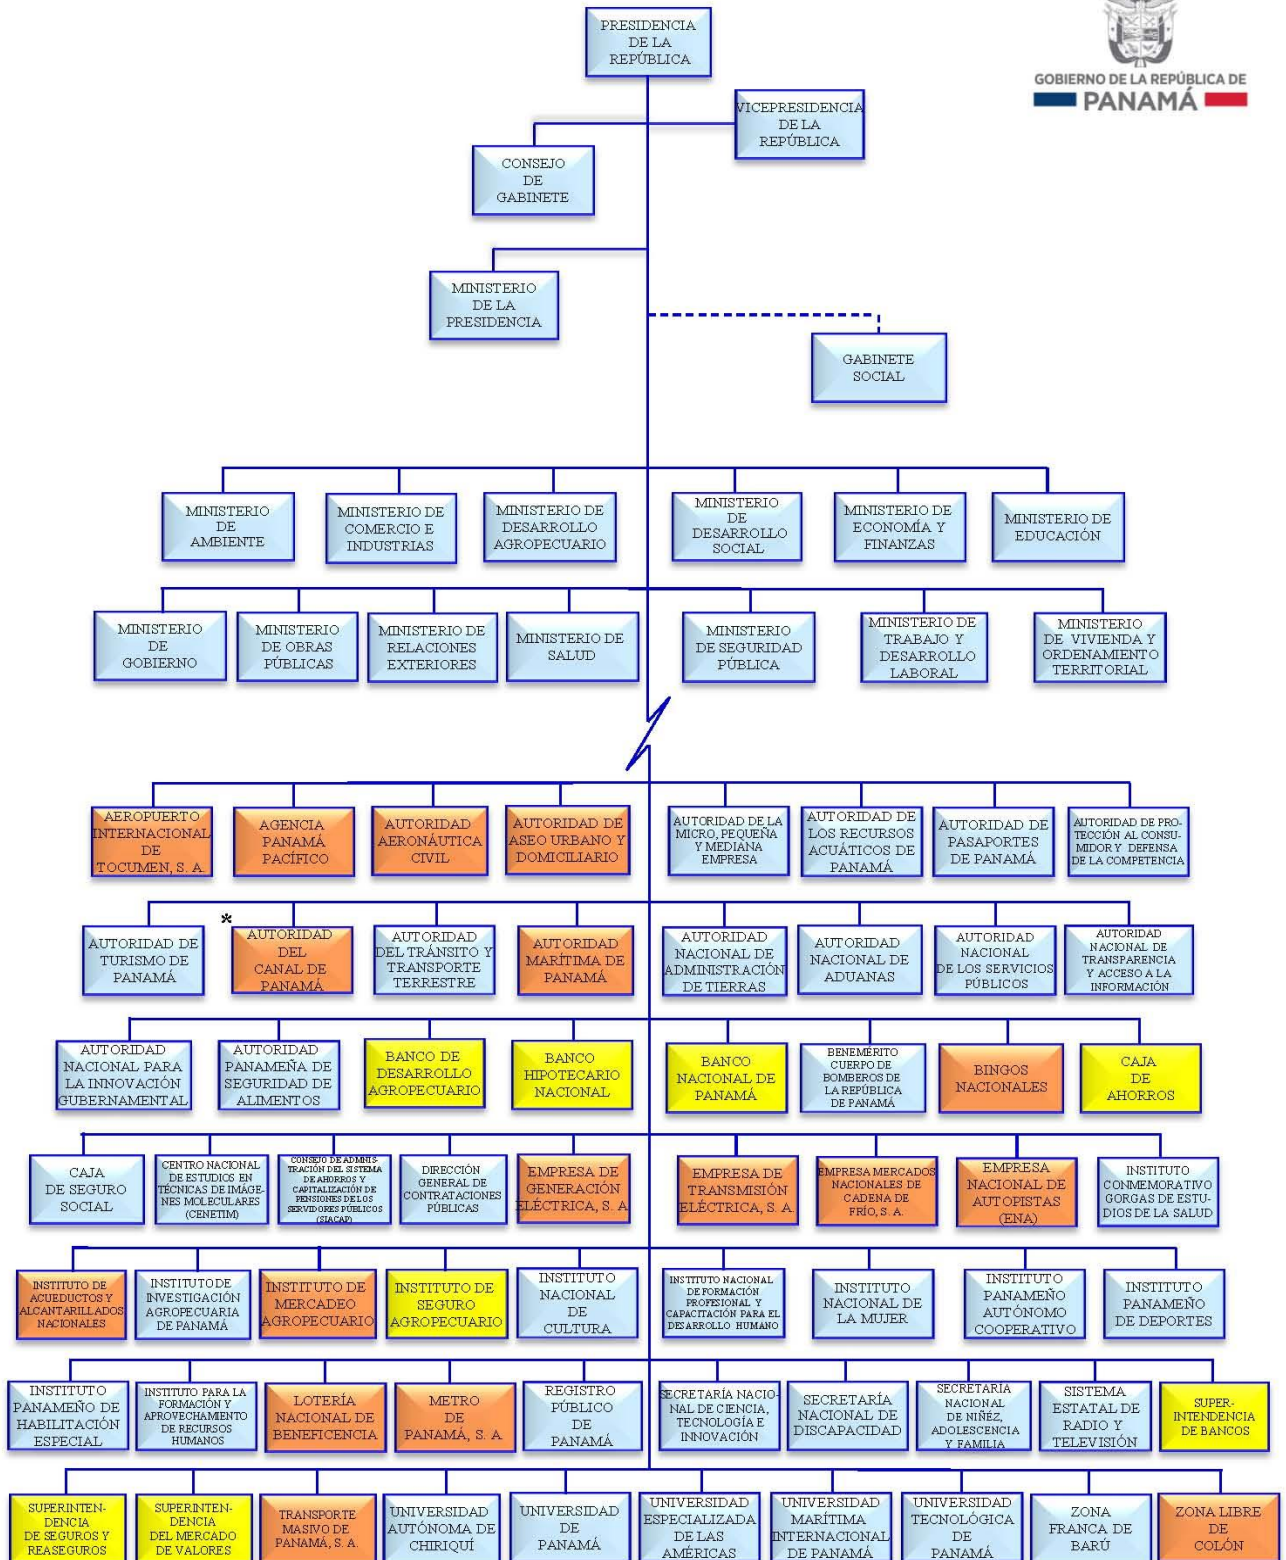 PRESIDENCIA
DE LA
REPÚBLICA
GOBIERNO DE LA REPÚBLICA DE
PANAMÁ
VICEPRESIDENCIA
DE LA
REPÚBLICA
CONSEJO
DE
GABINETE
MINISTERIO
DE LA
PRESIDENCIA
GABINETE
SOCIAL
MINISTERIO
DE
AMBIENTE
MINISTERIO DE
COMERCIO E
INDUSTRIAS
MINISTERIO DE
DESARROLLO
AGROPECUARIO
MINISTERIO
DE
DESARROLLO
SOCIAL
MINISTERIO DE
ECONOMÍA Y
FINANZAS
MINISTERIO DE
EDUCACIÓN
MINISTERIO
DE
GOBIERNO
MINISTERIO
DE OBRAS
PÚBLICAS
MINISTERIO DE
RELACIONES
EXTERIORES
MINISTERIO DE
SALUD
MINISTERIO
DE SEGURIDAD
PÚBLICA
MINISTERIO DE
TRABAJO Y
DESARROLLO
LABORAL
MINISTERIO
DE VIVIENDA Y
ORDENAMIENTO
TERRITORIAL
AEROPUERTO
INTERNACIONAL
DE
TOCUMEN, S. A.
AGENCIA
PANAMÁ
PACÍFICO
AUTORIDAD
AERONÁUTICA
CIVIL
AUTORIDAD DE
ASEO URBANO Y
DOMICILIARIO
AUTORIDAD DE LA
MICRO, PEQUEÑA
Y MEDIANA
EMPRESA
AUTORIDAD DE
LOS RECURSOS
ACUÁTICOS DE
PANAMÁ
AUTORIDAD DE
PASAPORTES
DE PANAMÁ
AUTORIDAD DE PRO-
TECCIÓN AL CONSU-
MIDOR Y DEFENSA
DE LA COMPETENCIA
AUTORIDAD DE
TURISMO DE
PANAMÁ
*
AUTORIDAD
DEL
CANAL DE
PANAMÁ
AUTORIDAD
DEL TRÁNSITO Y
TRANSPORTE
TERRESTRE
AUTORIDAD
MARÍTIMA DE
PANAMÁ
AUTORIDAD
NACIONAL DE
ADMINISTRACIÓN
DE TIERRAS
AUTORIDAD
NACIONAL DE
ADUANAS
AUTORIDAD
NACIONAL
DE LOS SERVICIOS
PÚBLICOS
AUTORIDAD
NACIONAL DE
TRANSPARENCIA
Y ACCESO A LA
INFORMACIÓN
AUTORIDAD
NACIONAL PARA
LA INNOVACIÓN
GUBERNAMENTAL
AUTORIDAD
PANAMEÑA DE
SEGURIDAD DE
ALIMENTOS
BANCO DE
DESARROLLO
AGROPECUARIO
BANCO
HIPOTECARIO
NACIONAL
BANCO
NACIONAL DE
PANAMÁ
BENEMÉRITO
CUERPO DE
BOMBEROS DE
LA REPÚBLICA
DE PANAMÁ
BINGOS
NACIONALES
CAJA
DE
AHORROS
CAJA
DE SEGURO
SOCIAL
CENTRO NACIONAL
DE ESTUDIOS EN
TÉCNICAS DE IMÁGE-
NES MOLECULARES
(CENETIM)
CONSEJO DE ADMINIS-
TRACIÓN DEL SISTEMA
DE AHORROS Y
CAPITALIZACIÓN DE
PENSIONES DE LOS
SERVIDORES PÚBLICOS
(SIACAP)
DIRECCIÓN
GENERAL DE
CONTRATACIONES
PÚBLICAS
EMPRESA DE
GENERACIÓN
ELÉCTRICA, S. A.
EMPRESA DE
TRANSMISIÓN
ELÉCTRICA, S. A.
EMPRESA MERCADOS
NACIONALES DE
CADENA DE
FRÍO, S. A.
EMPRESA
NACIONAL DE
AUTOPISTAS
(ENA)
INSTITUTO
CONMEMORATIVO
GORGAS DE ESTU-
DIOS DE LA SALUD
INSTITUTO DE
ACUEDUCTOS Y
ALCANTARILLADOS
NACIONALES
INSTITUTO DE
INVESTIGACIÓN
AGROPECUARIA
DE PANAMÁ
INSTITUTO DE
MERCADEO
AGROPECUARIO
INSTITUTO DE
SEGURO
AGROPECUARIO
INSTITUTO
NACIONAL
DE
CULTURA
INSTITUTO NACIONAL
DE FORMACIÓN
PROFESIONAL Y
CAPACITACIÓN PARA EL
DESARROLLO HUMANO
INSTITUTO
NACIONAL DE
LA MUJER
INSTITUTO
PANAMEÑO
AUTÓNOMO
COOPERATIVO
INSTITUTO
PANAMEÑO
DE DEPORTES
INSTITUTO
PANAMEÑO DE
HABILITACIÓN
ESPECIAL
INSTITUTO PARA LA
FORMACIÓN Y
APROVECHAMIENTO
DE RECURSOS
HUMANOS
LOTERÍA
NACIONAL DE
BENEFICENCIA
METRO
DE
PANAMÁ, S. A.
REGISTRO
PÚBLICO
DE
PANAMÁ
SECRETARÍA NACIO-
NAL DE CIENCIA,
TECNOLOGÍA E
INNOVACIÓN
SECRETARÍA
NACIONAL DE
DISCAPACIDAD
SECRETARÍA
NACIONAL
DE NIÑÉZ,
ADOLESCENCIA
Y FAMILIA
SISTEMA
ESTATAL DE
RADIO Y
TELEVISIÓN
SUPER-
INTENDENCIA
DE BANCOS
SUPERINTEN-
DENCIA
DE SEGUROS Y
REASEGUROS
SUPERINTEN-
DENCIA
DEL MERCADO
DE VALORES
TRANSPORTE
MASIVO DE
PANAMÁ, S. A.
UNIVERSIDAD
AUTÓNOMA DE
CHIRIQUÍ
UNIVERSIDAD
DE
PANAMÁ
UNIVERSIDAD
ESPECIALIZADA
DE LAS
AMÉRICAS
UNIVERSIDAD
MARÍTIMA
INTERNACIONAL
DE PANAMÁ
UNIVERSIDAD
TECNOLÓGICA
DE
PANAMÁ
ZONA
FRANCA DE
BARÚ
ZONA LIBRE
DE
COLÓN